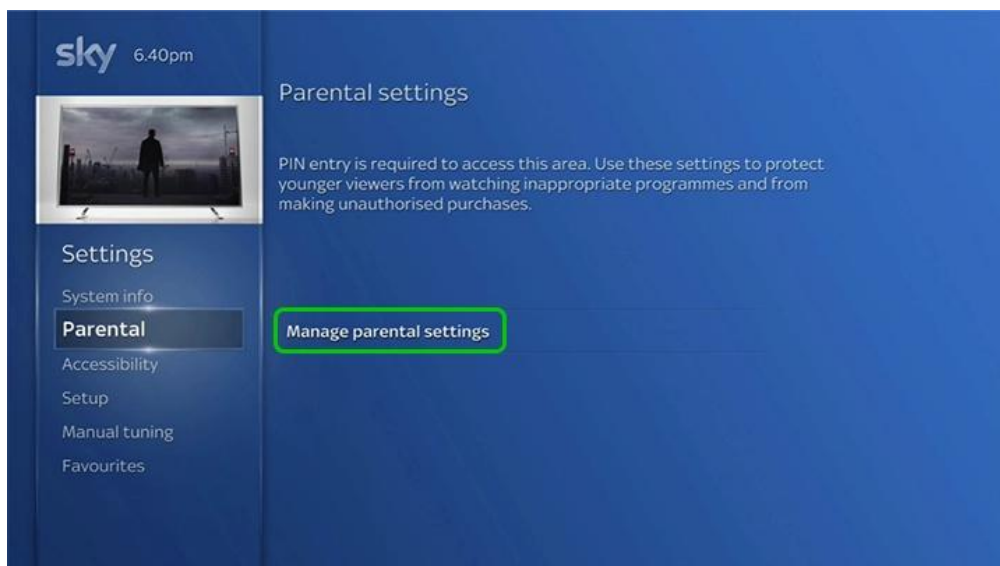 sky 6.40pm
Parental settings
PIN entry is required to access this area. Use these settings to protect
younger viewers from watching inappropriate programmes and from
making unauthorised purchases.
Settings
System info
Parental
Manage parental settings
Accessibility
Setup
Manual tuning
Favourites